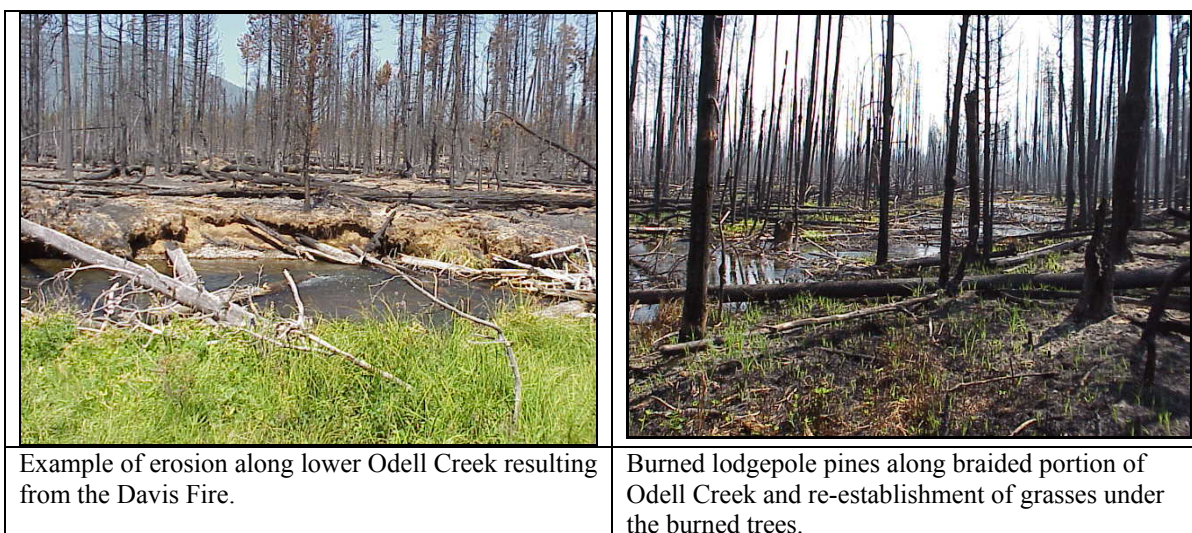 Example of erosion along lower Odell Creek resulting
from the Davis Fire.
Burned lodgepole pines along braided portion of
Odell Creek and re-establishment of grasses under
the burned trees.